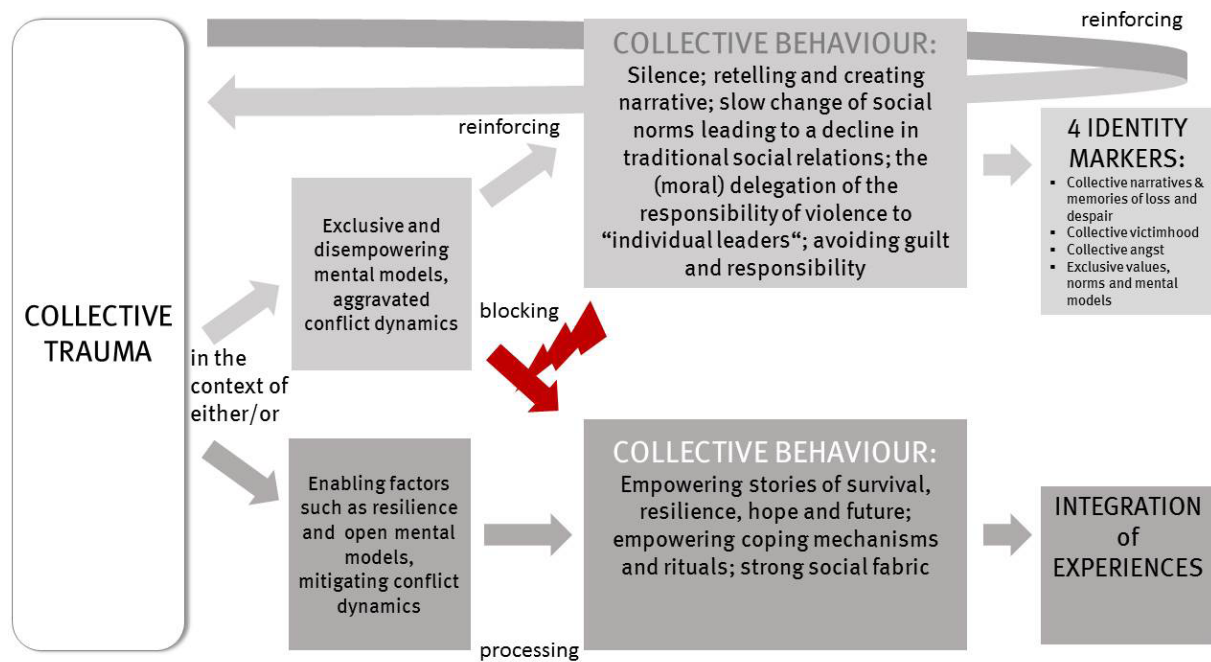 COLLECTIVE
TRAUMA
in the
context of
either/or
reinforcing
Exclusive and
disempowering
mental models,
aggravated
conflict dynamics
blocking
COLLECTIVE BEHAVIOUR:
Silence; retelling and creating
narrative; slow change of social
norms leading to a decline in
traditional social relations; the
(moral) delegation of the
responsibility of violence to
“individual leaders“; avoiding guilt
and responsibility
reinforcing
4 IDENTITY
MARKERS:
▪ Collective narratives &
memories of loss and
despair
▪ Collective victimhood
▪ Collective angst
▪ Exclusive values,
norms and mental
models
Enabling factors
such as resilience
and open mental
models,
mitigating conflict
dynamics
processing
COLLECTIVE BEHAVIOUR:
Empowering stories of survival,
resilience, hope and future;
empowering coping mechanisms
and rituals; strong social fabric
INTEGRATION
of
EXPERIENCES